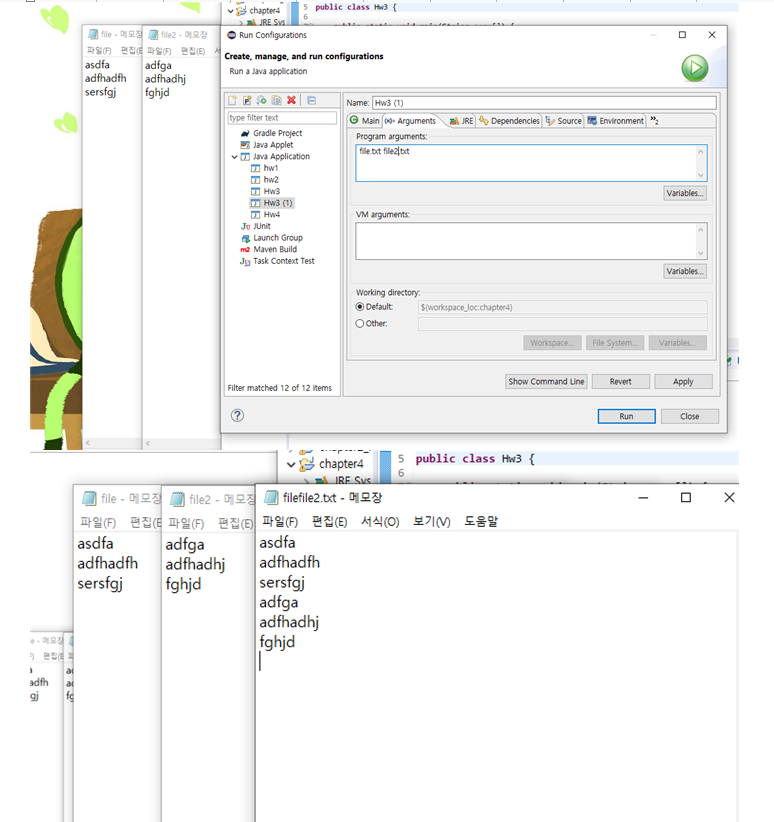 chapter4
JRE Sys
5 public class Hw3 {
6
file - 메모장
파일(F) 편집(E
asdfa
adfhadfh
sersfgj
file2 - 메모장
파일(F) 편집(E)
adfga
adfhadhj
fghjd
Run Configurations
Create, manage, and run configurations
Run a Java application
type filter text
Gradle Project
Java Applet
Java Application
hw1
hw2
Hw3
Hw3 (1)
Hw4
JUnit
Launch Group
Maven Build
Task Context Test
Filter matched 12 of 12 items
Name: Hw3 (1)
Main (x)= Arguments JRE Dependencies Source Environment »2
Program arguments:
file.txt file2.txt
Variables...
VM arguments:
Variables...
Working directory:
Default: ${workspace_loc:chapter4}
Other:
Workspace... File System... Variables...
Show Command Line Revert Apply
Run Close
chapter4
JRE Sys
5 public class Hw3 {
6
file - 메모장
파일(F) 편집(E
asdfa
adfhadfh
sersfgj
file2 - 메모장
파일(F) 편집(E)
adfga
adfhadhj
fghjd
filefile2.txt - 메모장
파일(F) 편집(E) 서식(O) 보기(V) 도움말
asdfa
adfhadfh
sersfgj
adfga
adfhadhj
fghjd